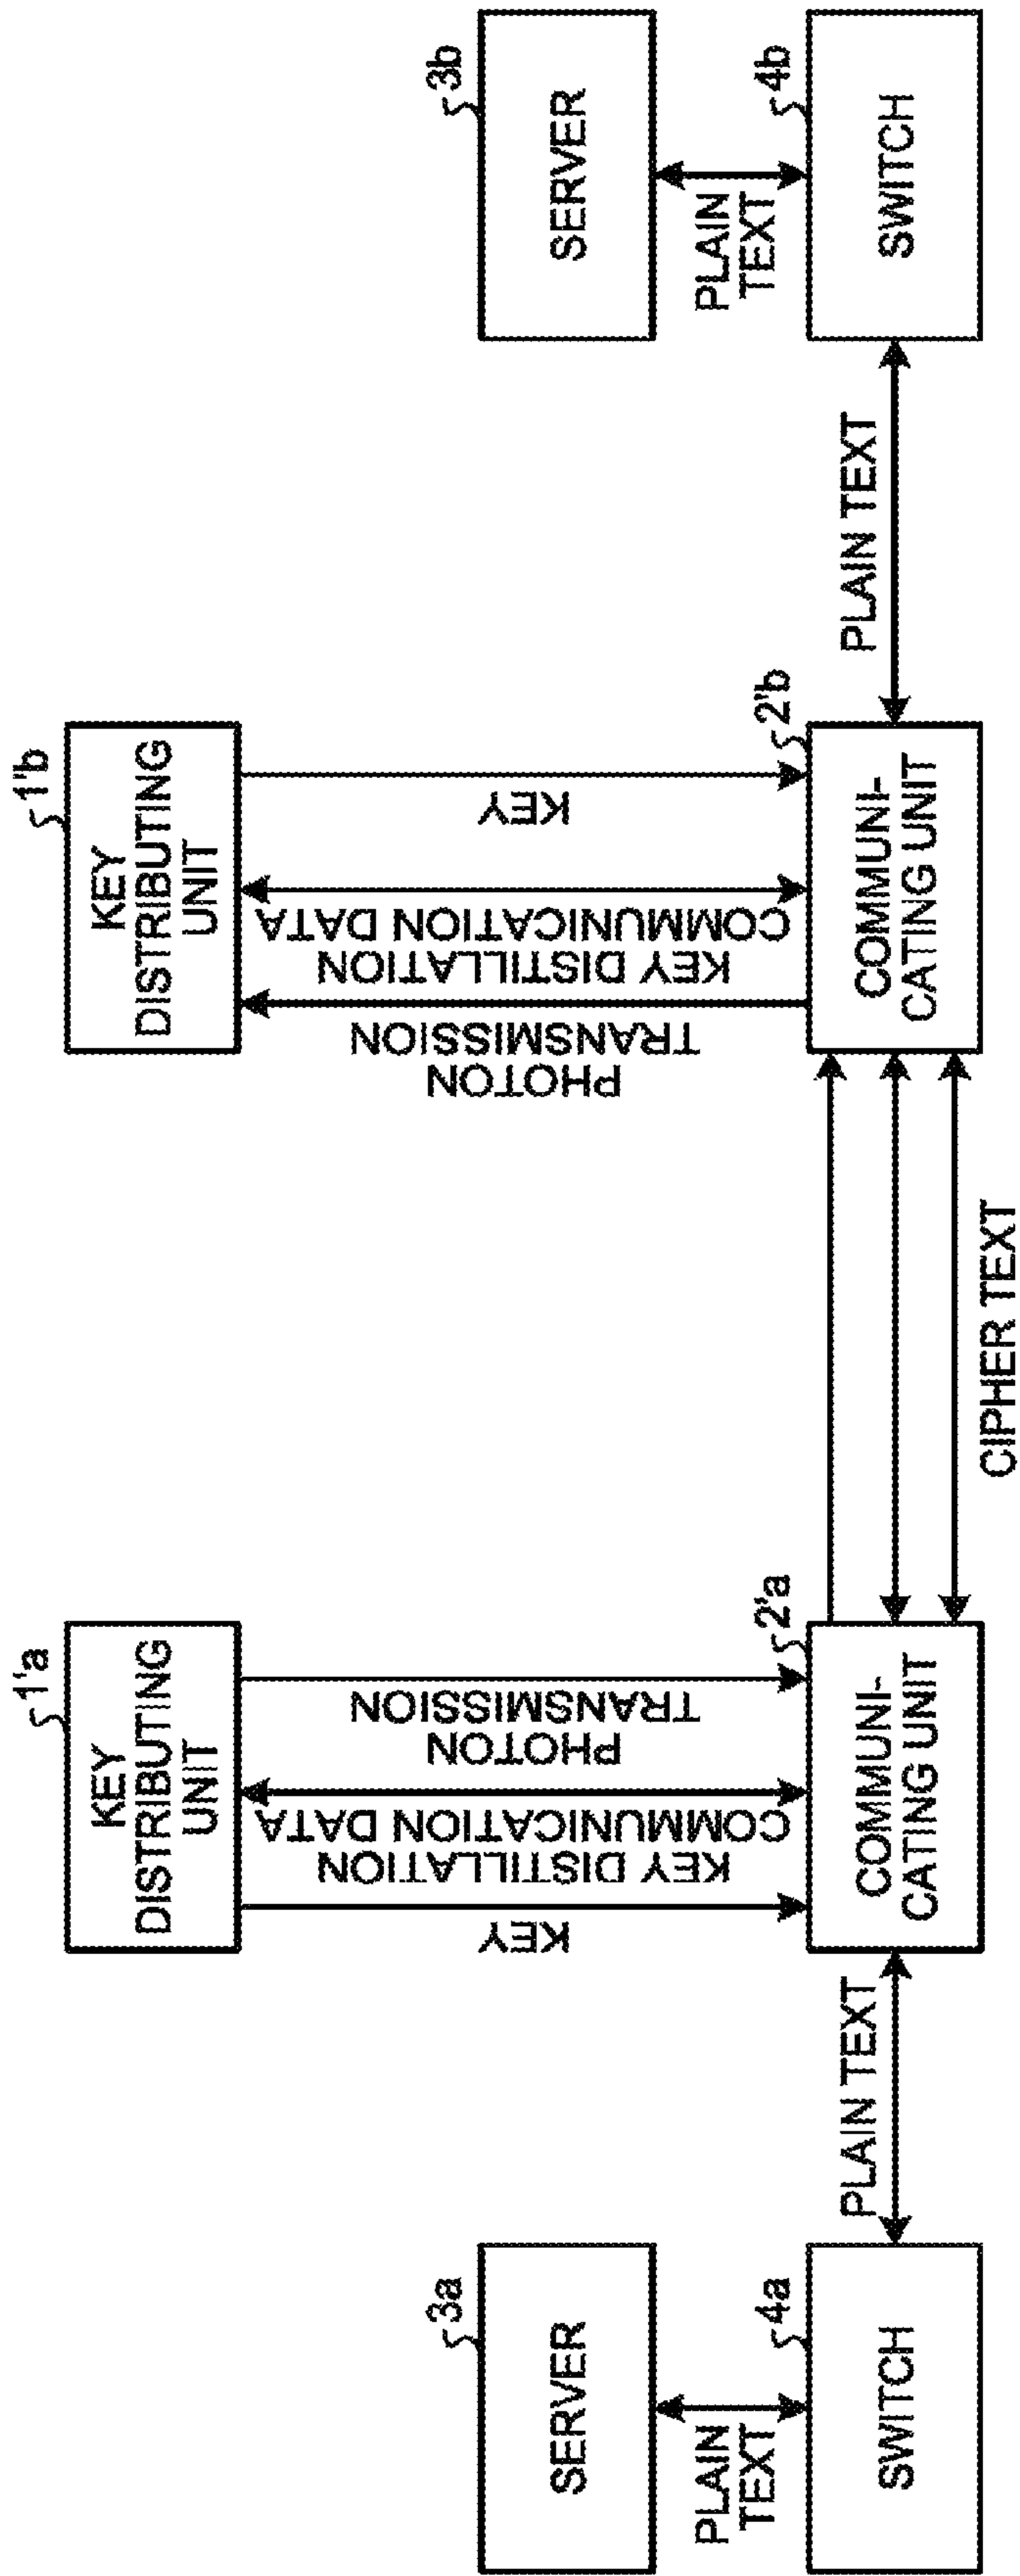 1'a
KEY
DISTRIBUTING
UNIT
1'b
KEY
DISTRIBUTING
UNIT
3a
SERVER
KEY
KEY DISTILLATION
COMMUNICATION DATA
PHOTON
TRANSMISSION
PHOTON
TRANSMISSION
KEY DISTILLATION
COMMUNICATION DATA
KEY
3b
SERVER
PLAIN
TEXT
PLAIN
TEXT
4a
SWITCH
PLAIN TEXT
2'a
COMMUNI-
CATING UNIT
2'b
COMMUNI-
CATING UNIT
PLAIN TEXT
4b
SWITCH
CIPHER TEXT